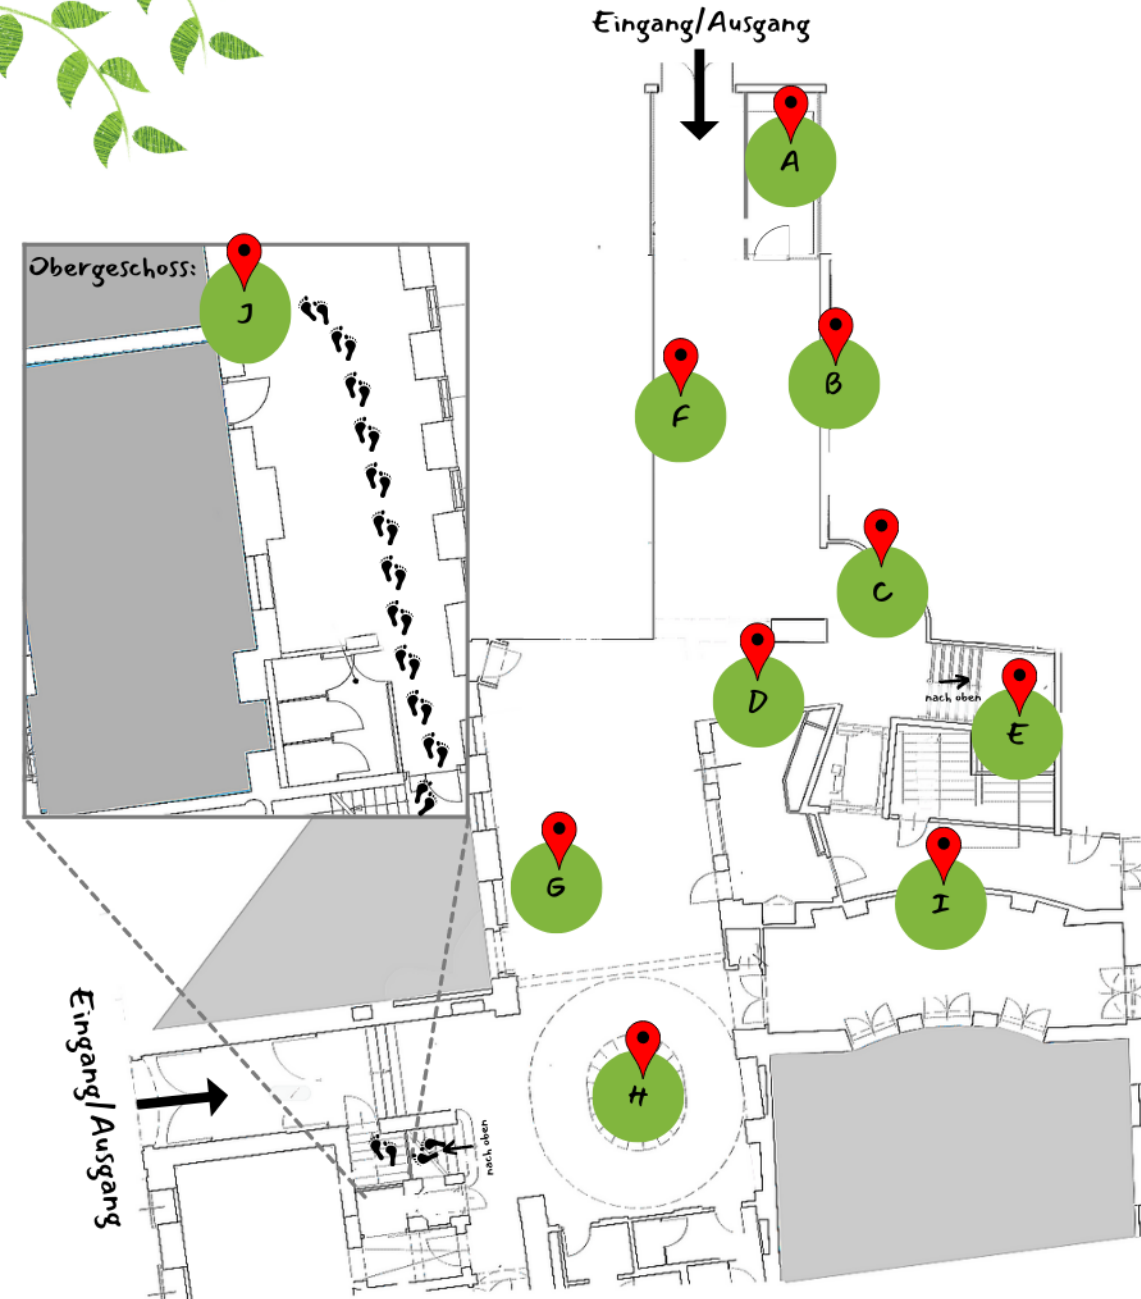 Eingang/Ausgang
A
Obergeschoss:
J
B
F
C
D
nach oben
E
G
I
Eingang/Ausgang
H
nach oben